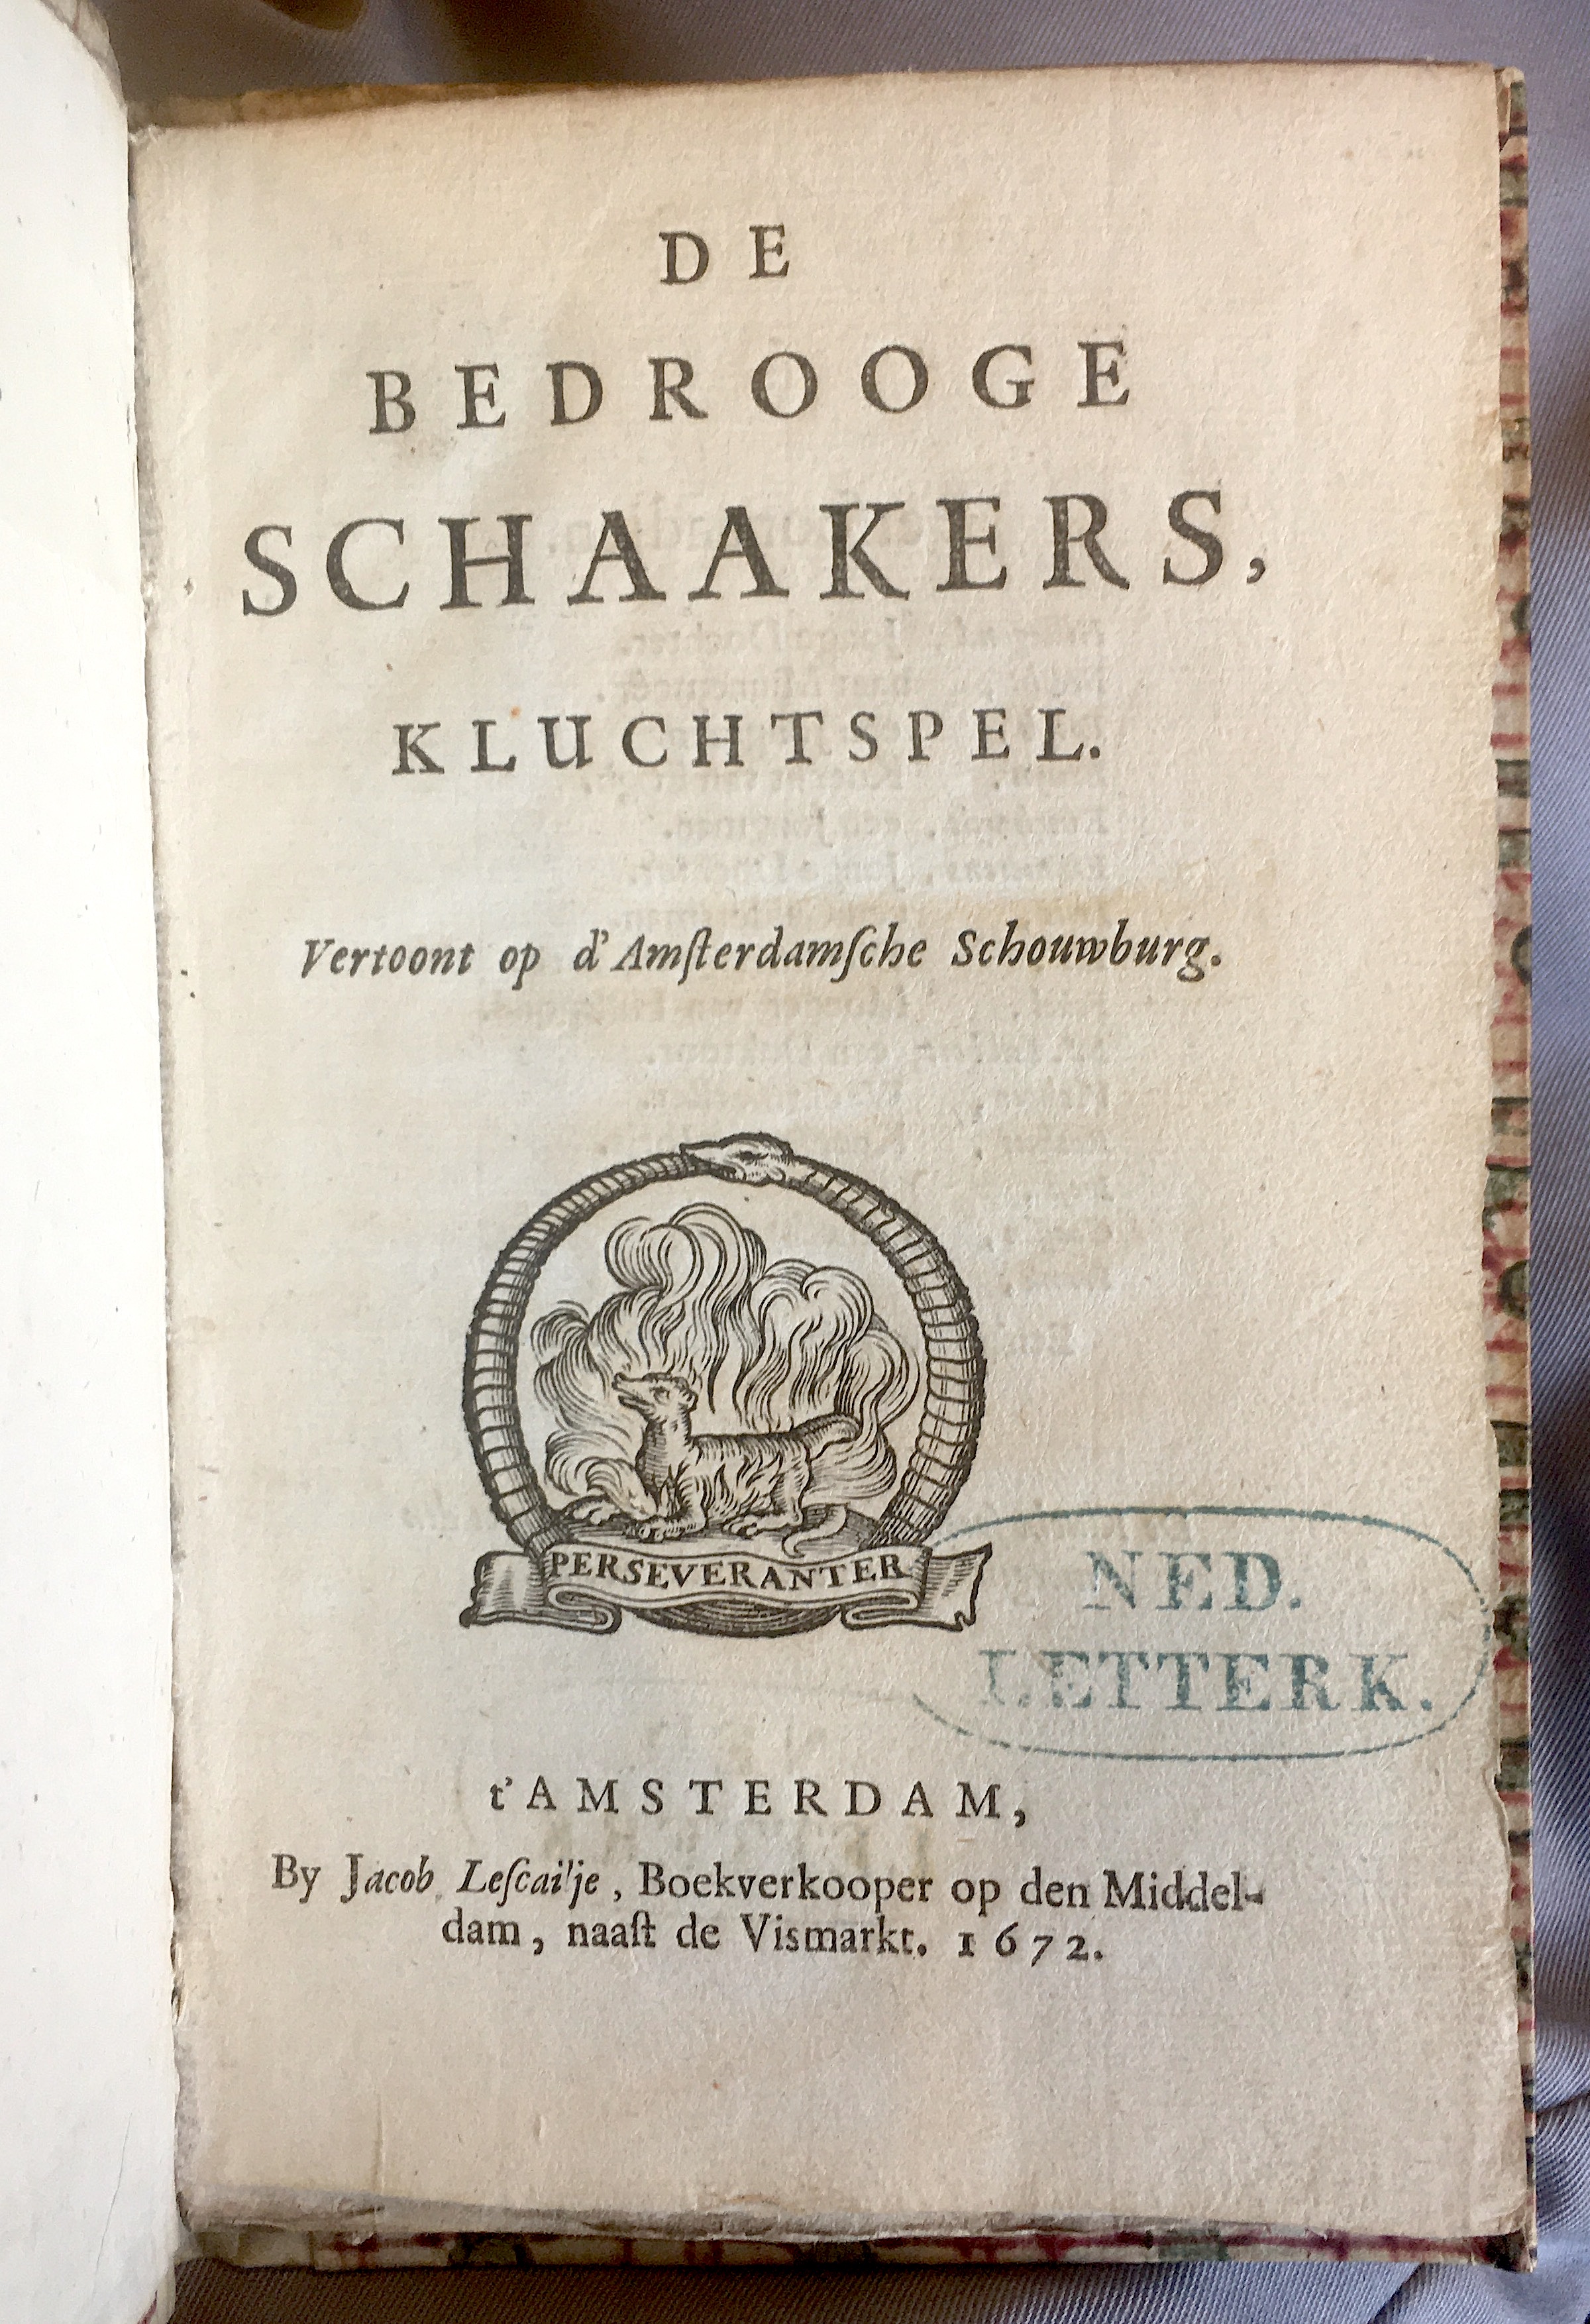 DE
BEDROOGE
SCHAAKERS,
KLUCHTSPEL.
Vertoont op d' Amſterdamſche Schouwburg.
PERSEVERANTER
NED.
LETTERK.
t'AMSTERDAM,
By Jacob Leſcailje, Boekverkooper op den Middel-
dam, naaſt de Vismarkt. 1672.